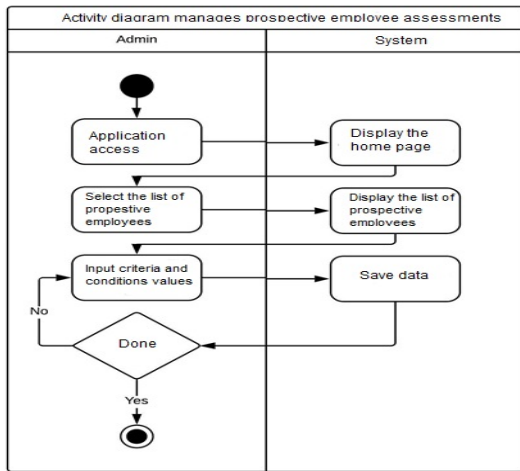 Activity diagram manages prospective employee assessments
Admin
System
Application
access
Display the
home page
Select the list of
propestive
employees
Display the list of
prospective
employees
Input criteria and
conditions values
Save data
No
Done
Yes